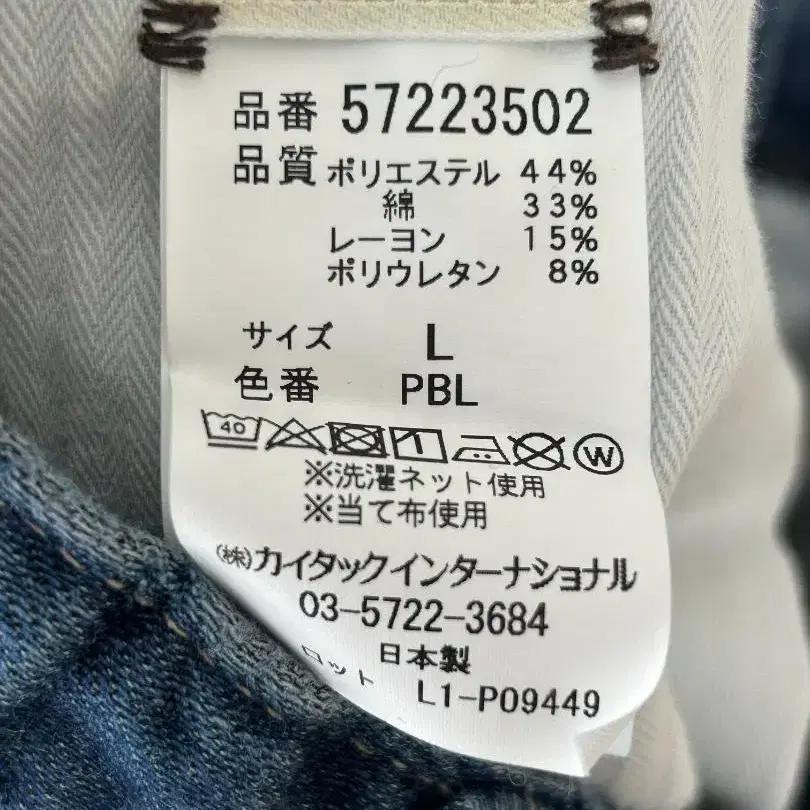 品番 57223502
品質 ポリエステル 44%
綿 33%
レーヨン 15%
ポリウレタン 8%
サイズ L
色番 PBL
40 W
※洗濯ネット使用
※当て布使用
(株)カイタックインターナショナル
03-5722-3684
日本製
ロット L1-P09449